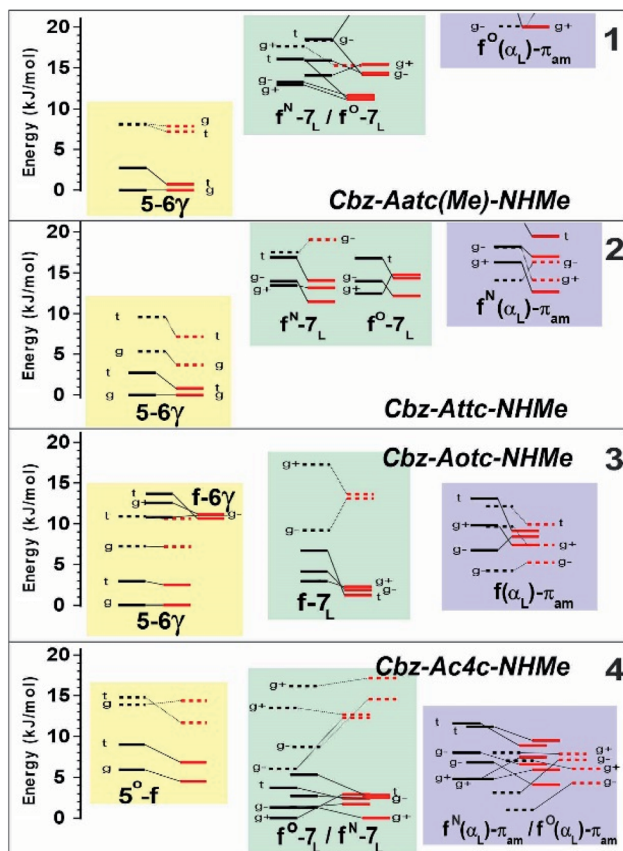 20
15
10
5
0
Energy (kJ/mol)
g
t
t
g
5-6γ
t
g+
t
g-
g+
g-
g+
g-
fᴺ-7L / fᴼ-7L
g-
g+
fᴼ(αL)-πam
1
Cbz-Aatc(Me)-NHMe
20
15
10
5
0
Energy (kJ/mol)
t
t
g
g
t
t
g
g
5-6γ
t
g-
g-
g+
fᴺ-7L
t
g-
g+
fᴼ-7L
t
g-
g+
g-
g+
fᴺ(αL)-πam
2
Cbz-Attc-NHMe
20
15
10
5
0
Energy (kJ/mol)
t
g+
f-6γ
g-
t
g
t
g
5-6γ
g+
g-
g+
g-
t
f-7L
t
g+
g-
g-
t
g+
g-
f(αL)-πam
3
Cbz-Aotc-NHMe
20
15
10
5
0
Energy (kJ/mol)
t
g
t
g
5ᴼ-f
g+
g+
g-
g-
t
g-
g+
t
g-
g+
fᴼ-7L / fᴺ-7L
t
t
g-
g-
g+
g+
g+
g-
g+
g-
fᴺ(αL)-πam / fᴼ(αL)-πam
4
Cbz-Ac4c-NHMe